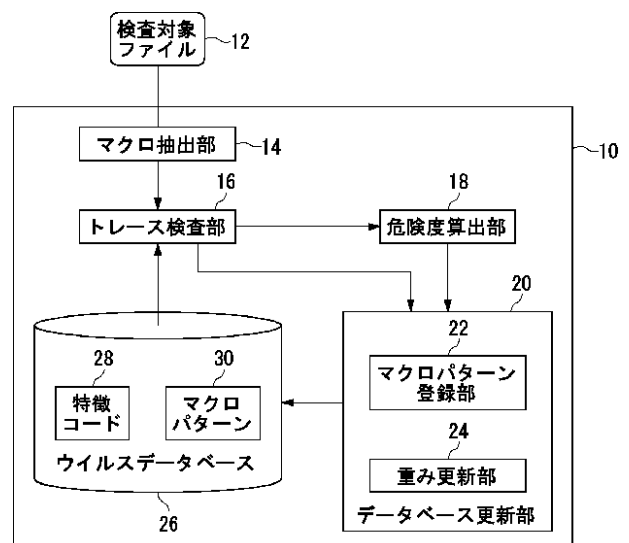 検査対象
ファイル
12
10
マクロ抽出部
14
16
トレース検査部
18
危険度算出部
20
22
マクロパターン
登録部
24
重み更新部
データベース更新部
28
特徴
コード
30
マクロ
パターン
ウイルスデータベース
26